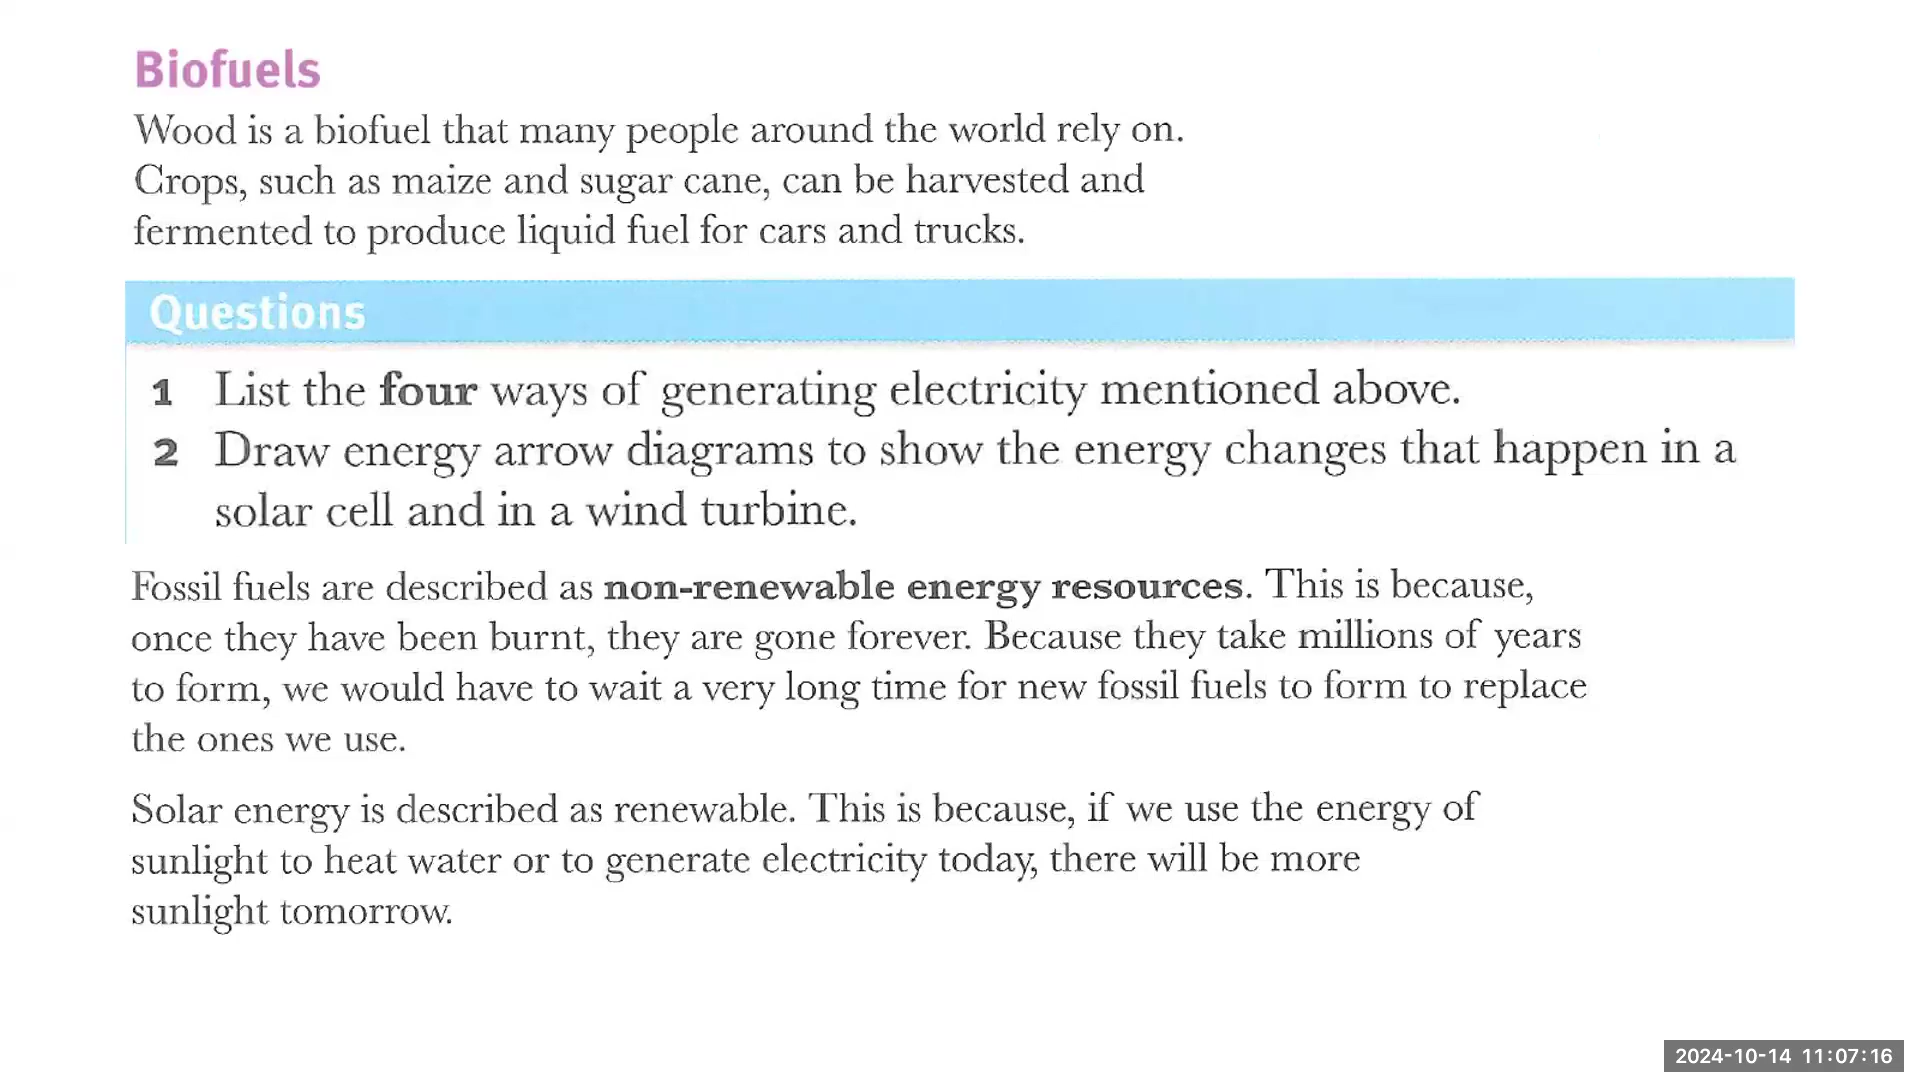 Biofuels
Wood is a biofuel that many people around the world rely on.
Crops, such as maize and sugar cane, can be harvested and
fermented to produce liquid fuel for cars and trucks.
Questions
1 List the four ways of generating electricity mentioned above.
2 Draw energy arrow diagrams to show the energy changes that happen in a
solar cell and in a wind turbine.
Fossil fuels are described as non-renewable energy resources. This is because,
once they have been burnt, they are gone forever. Because they take millions of years
to form, we would have to wait a very long time for new fossil fuels to form to replace
the ones we use.
Solar energy is described as renewable. This is because, if we use the energy of
sunlight to heat water or to generate electricity today, there will be more
sunlight tomorrow.
2024-10-14 11:07:16